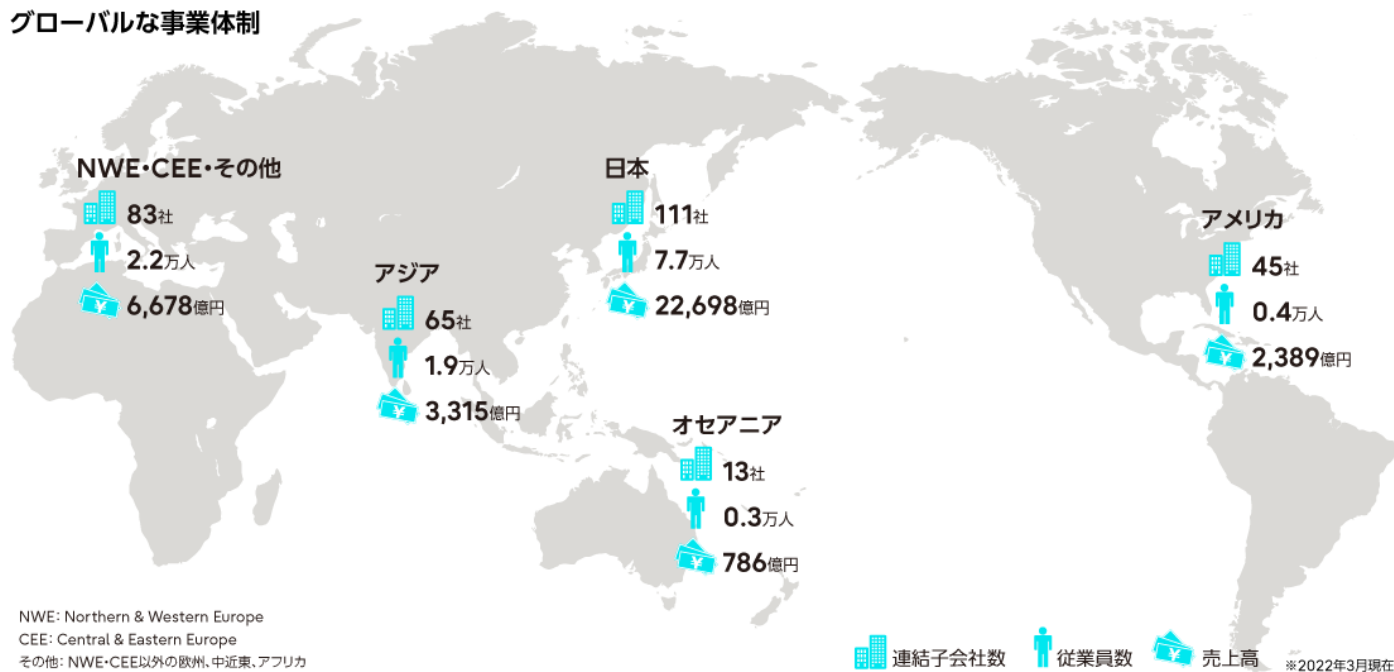 グローバルな事業体制
NWE・CEE・その他
83社
2.2万人
6,678億円
アジア
65社
1.9万人
3,315億円
日本
111社
7.7万人
22,698億円
オセアニア
13社
0.3万人
786億円
アメリカ
45社
0.4万人
2,389億円
NWE: Northern & Western Europe
CEE: Central & Eastern Europe
その他: NWE・CEE以外の欧州、中近東、アフリカ
連結子会社数 従業員数 ¥ 売上高 ※2022年3月現在